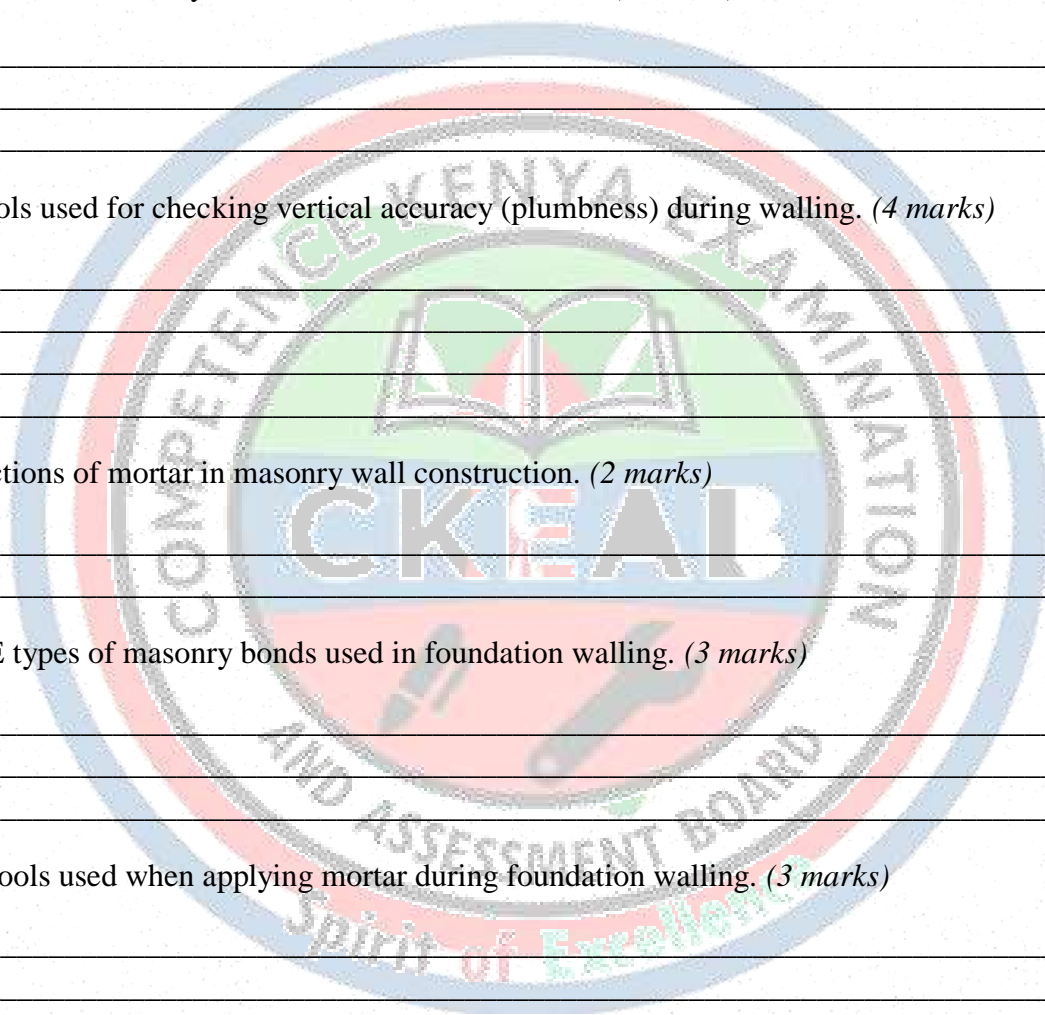 ols used for checking vertical accuracy (plumbness) during walling. (4 marks)
ctions of mortar in masonry wall construction. (2 marks)
E types of masonry bonds used in foundation walling. (3 marks)
ools used when applying mortar during foundation walling. (3 marks)
COMPETENCE KENYA EXAMINATION
AND ASSESSMENT BOARD
CKEAB
Spirit of Excellence